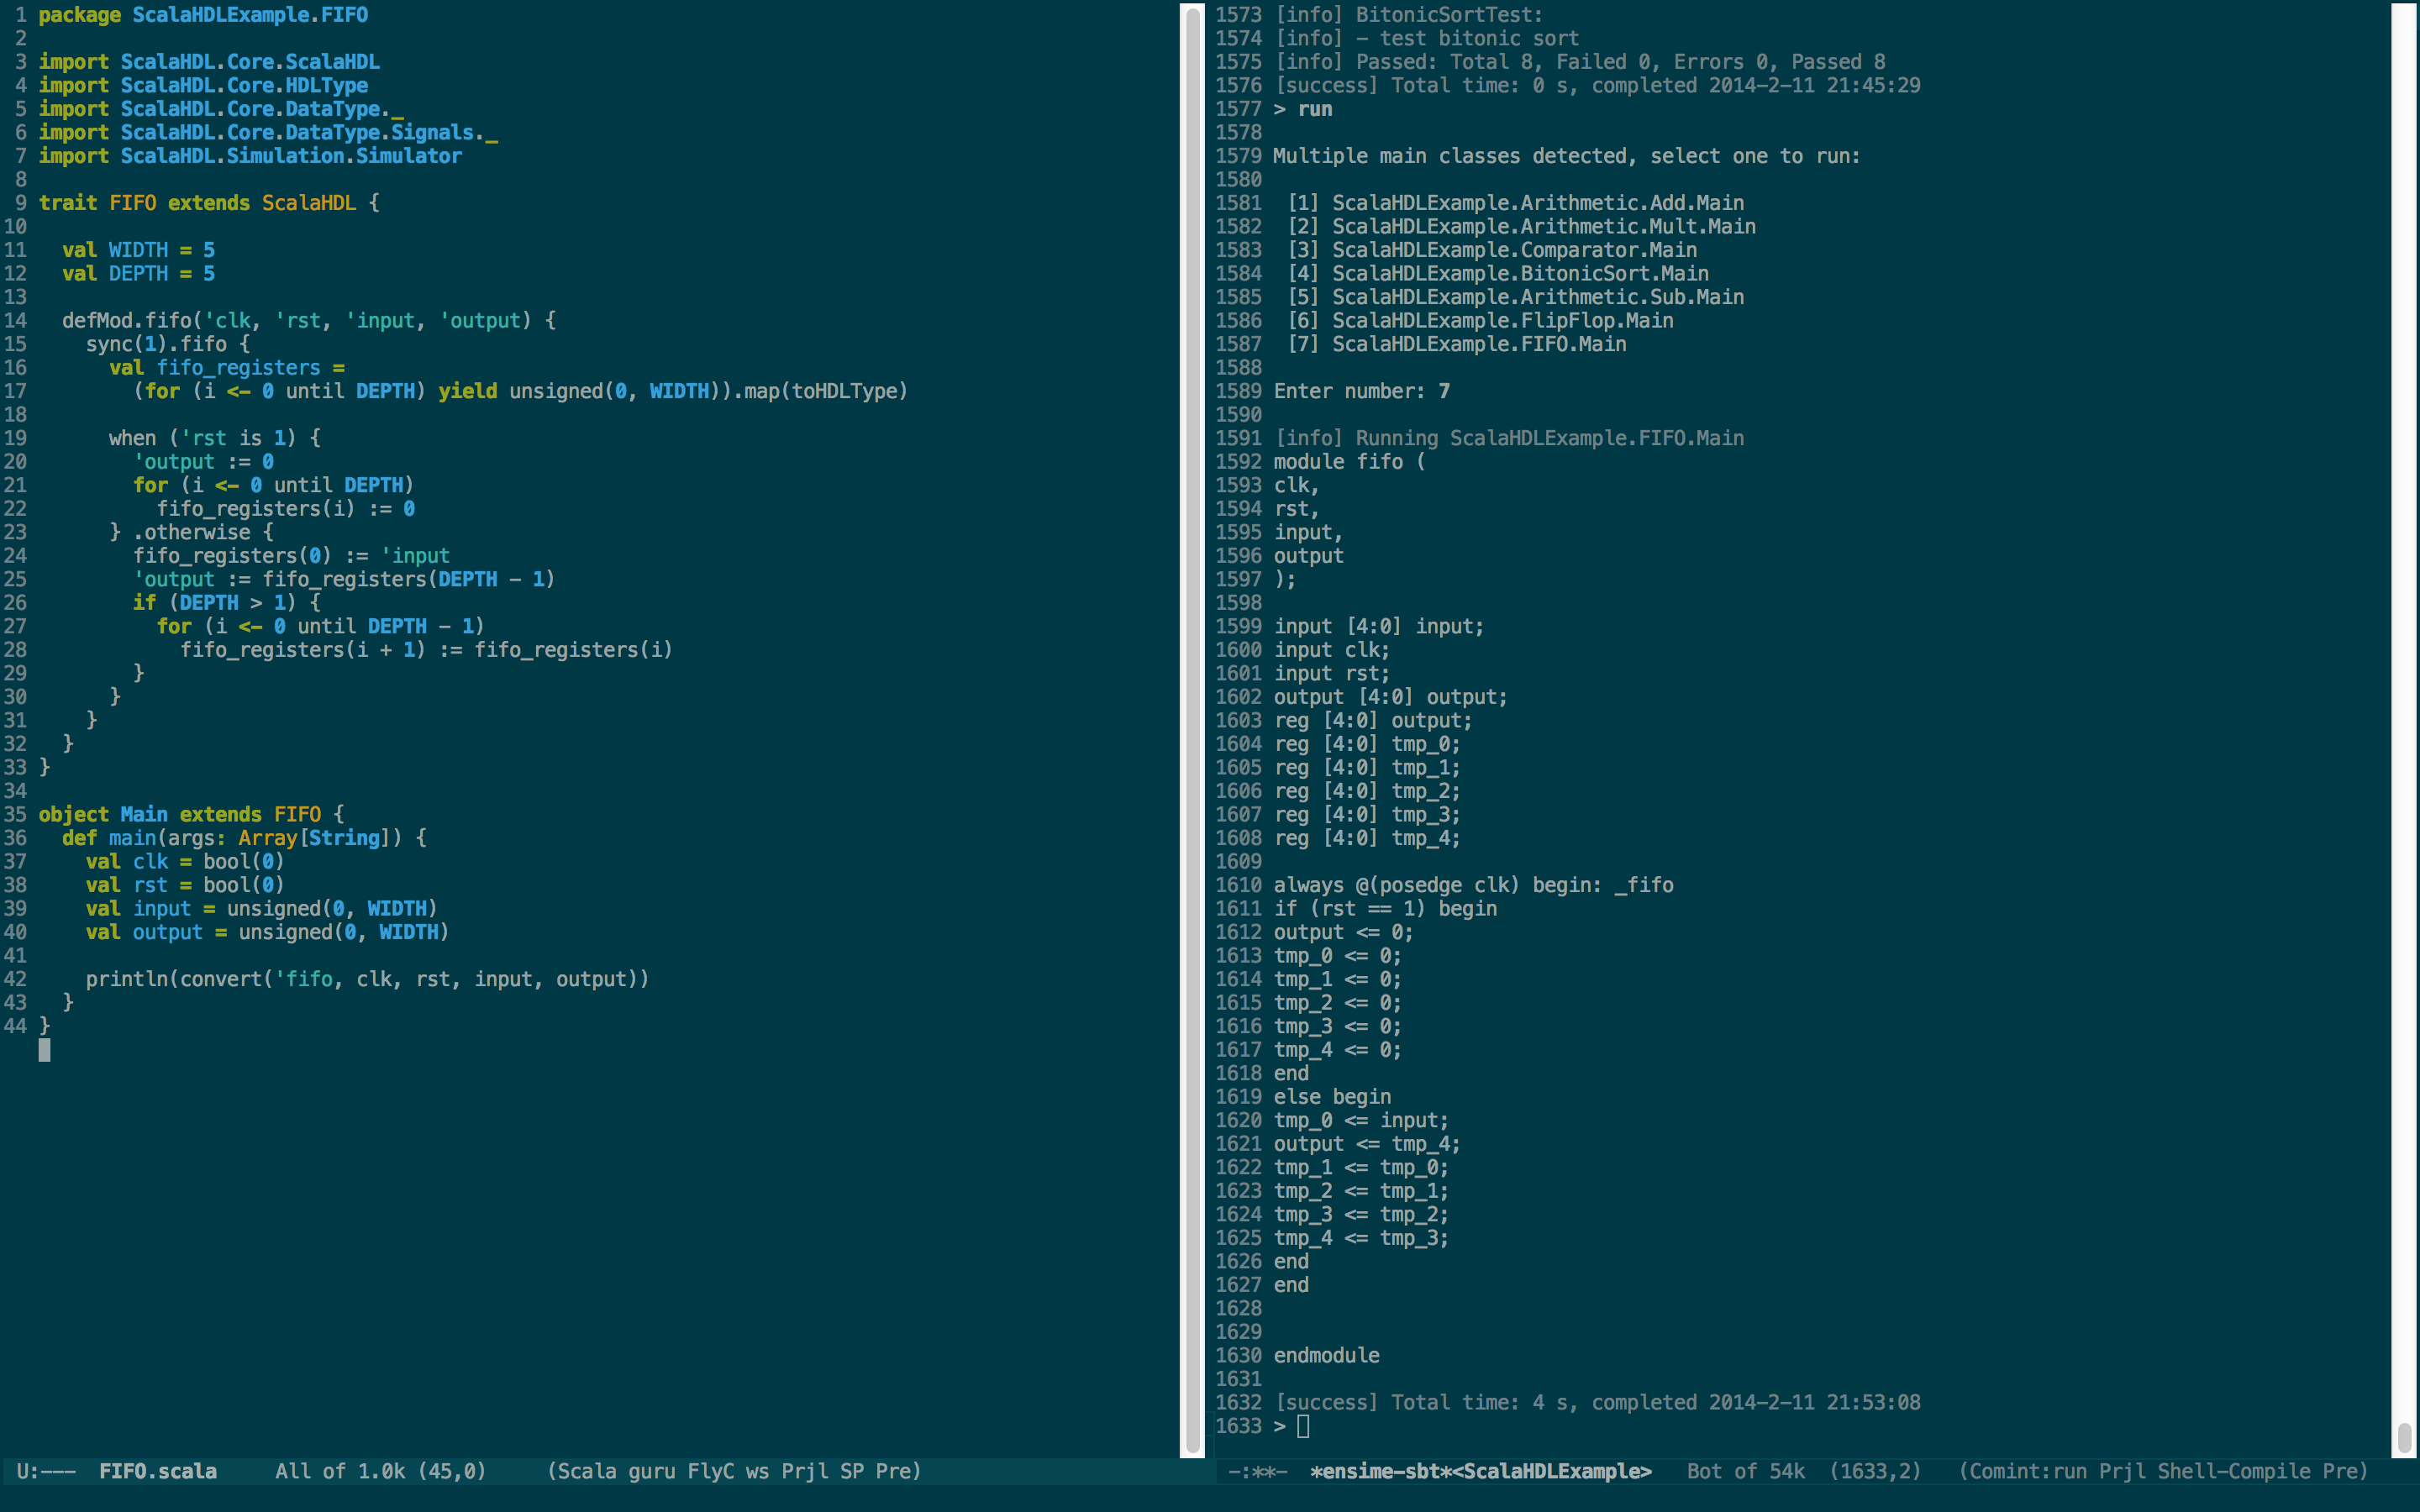 1 package ScalaHDLExample.FIFO
2
3 import ScalaHDL.Core.ScalaHDL
4 import ScalaHDL.Core.HDLType
5 import ScalaHDL.Core.DataType._
6 import ScalaHDL.Core.DataType.Signals._
7 import ScalaHDL.Simulation.Simulator
8
9 trait FIFO extends ScalaHDL {
10
11   val WIDTH = 5
12   val DEPTH = 5
13
14   defMod.fifo('clk, 'rst, 'input, 'output) {
15     sync(1).fifo {
16       val fifo_registers =
17         (for (i <- 0 until DEPTH) yield unsigned(0, WIDTH)).map(toHDLType)
18
19       when ('rst is 1) {
20         'output := 0
21         for (i <- 0 until DEPTH)
22           fifo_registers(i) := 0
23       } .otherwise {
24         fifo_registers(0) := 'input
25         'output := fifo_registers(DEPTH - 1)
26         if (DEPTH > 1) {
27           for (i <- 0 until DEPTH - 1)
28             fifo_registers(i + 1) := fifo_registers(i)
29         }
30       }
31     }
32   }
33 }
34
35 object Main extends FIFO {
36   def main(args: Array[String]) {
37     val clk = bool(0)
38     val rst = bool(0)
39     val input = unsigned(0, WIDTH)
40     val output = unsigned(0, WIDTH)
41
42     println(convert('fifo, clk, rst, input, output))
43   }
44 }
U:---  FIFO.scala     All of 1.0k (45,0)     (Scala guru FlyC ws Prjl SP Pre)
1573 [info] BitonicSortTest:
1574 [info] - test bitonic sort
1575 [info] Passed: Total 8, Failed 0, Errors 0, Passed 8
1576 [success] Total time: 0 s, completed 2014-2-11 21:45:29
1577 > run
1578
1579 Multiple main classes detected, select one to run:
1580
1581  [1] ScalaHDLExample.Arithmetic.Add.Main
1582  [2] ScalaHDLExample.Arithmetic.Mult.Main
1583  [3] ScalaHDLExample.Comparator.Main
1584  [4] ScalaHDLExample.BitonicSort.Main
1585  [5] ScalaHDLExample.Arithmetic.Sub.Main
1586  [6] ScalaHDLExample.FlipFlop.Main
1587  [7] ScalaHDLExample.FIFO.Main
1588
1589 Enter number: 7
1590
1591 [info] Running ScalaHDLExample.FIFO.Main
1592 module fifo (
1593 clk,
1594 rst,
1595 input,
1596 output
1597 );
1598
1599 input [4:0] input;
1600 input clk;
1601 input rst;
1602 output [4:0] output;
1603 reg [4:0] output;
1604 reg [4:0] tmp_0;
1605 reg [4:0] tmp_1;
1606 reg [4:0] tmp_2;
1607 reg [4:0] tmp_3;
1608 reg [4:0] tmp_4;
1609
1610 always @(posedge clk) begin: _fifo
1611 if (rst == 1) begin
1612 output <= 0;
1613 tmp_0 <= 0;
1614 tmp_1 <= 0;
1615 tmp_2 <= 0;
1616 tmp_3 <= 0;
1617 tmp_4 <= 0;
1618 end
1619 else begin
1620 tmp_0 <= input;
1621 output <= tmp_4;
1622 tmp_1 <= tmp_0;
1623 tmp_2 <= tmp_1;
1624 tmp_3 <= tmp_2;
1625 tmp_4 <= tmp_3;
1626 end
1627 end
1628
1629
1630 endmodule
1631
1632 [success] Total time: 4 s, completed 2014-2-11 21:53:08
1633 >
-:**-  *ensime-sbt*<ScalaHDLExample>   Bot of 54k  (1633,2)   (Comint:run Prjl Shell-Compile Pre)